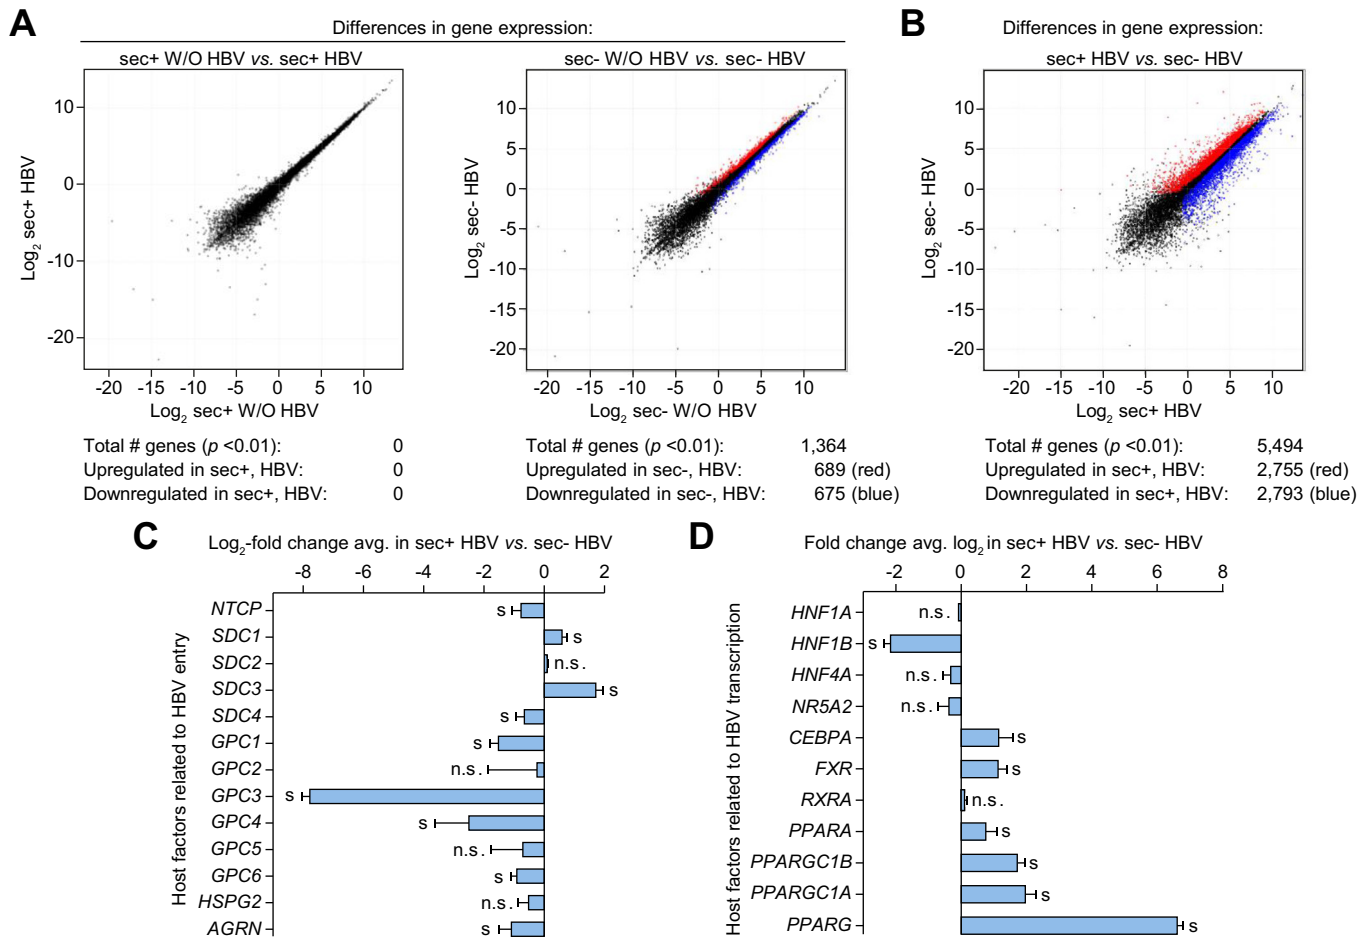 A
Differences in gene expression:
sec+ W/O HBV vs. sec+ HBV
Log2 sec+ HBV
10
0
-10
-20
-20
-15
-10
-5
0
5
10
Log2 sec+ W/O HBV
Total # genes (p <0.01): 0
Upregulated in sec+, HBV: 0
Downregulated in sec+, HBV: 0
sec- W/O HBV vs. sec- HBV
Log2 sec- HBV
10
5
0
-5
-10
-15
-20
-20
-15
-10
-5
0
5
10
Log2 sec- W/O HBV
Total # genes (p <0.01): 1,364
Upregulated in sec-, HBV: 689 (red)
Downregulated in sec-, HBV: 675 (blue)
B
Differences in gene expression:
sec+ HBV vs. sec- HBV
Log2 sec- HBV
10
5
0
-5
-10
-15
-20
-20
-15
-10
-5
0
5
10
Log2 sec+ HBV
Total # genes (p <0.01): 5,494
Upregulated in sec+, HBV: 2,755 (red)
Downregulated in sec+, HBV: 2,793 (blue)
C
Log2-fold change avg. in sec+ HBV vs. sec- HBV
-8
-6
-4
-2
0
2
Host factors related to HBV entry
NTCP s
SDC1 s
SDC2 n.s.
SDC3 s
SDC4 s
GPC1 s
GPC2 n.s.
GPC3 s
GPC4 s
GPC5 n.s.
GPC6 s
HSPG2 n.s.
AGRN s
D
Fold change avg. log2 in sec+ HBV vs. sec- HBV
-2
0
2
4
6
8
Host factors related to HBV transcription
HNF1A n.s.
HNF1B s
HNF4A n.s.
NR5A2 n.s.
CEBPA s
FXR s
RXRA n.s.
PPARA s
PPARGC1B s
PPARGC1A s
PPARG s